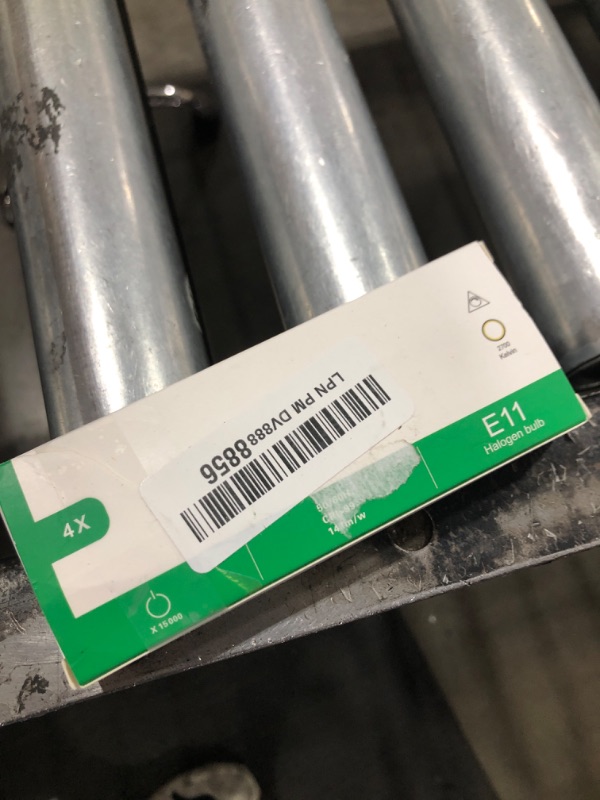 2700
Kelvin
E11
Halogen bulb
LPN PM DV8888856
4X
14lm/w
X 15000